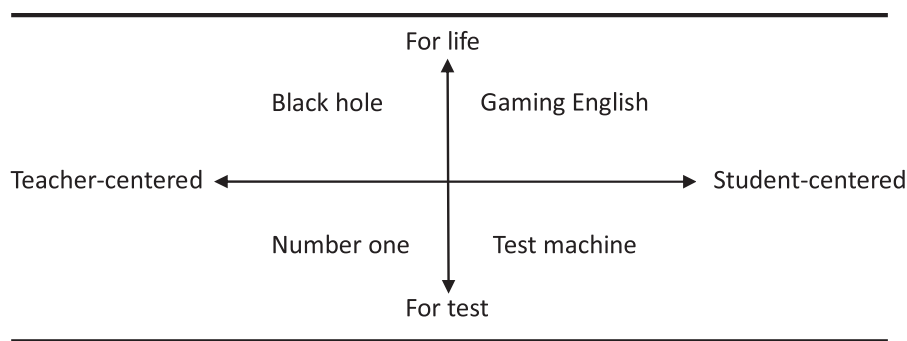 For life
Black hole Gaming English
Teacher-centered Student-centered
Number one Test machine
For test